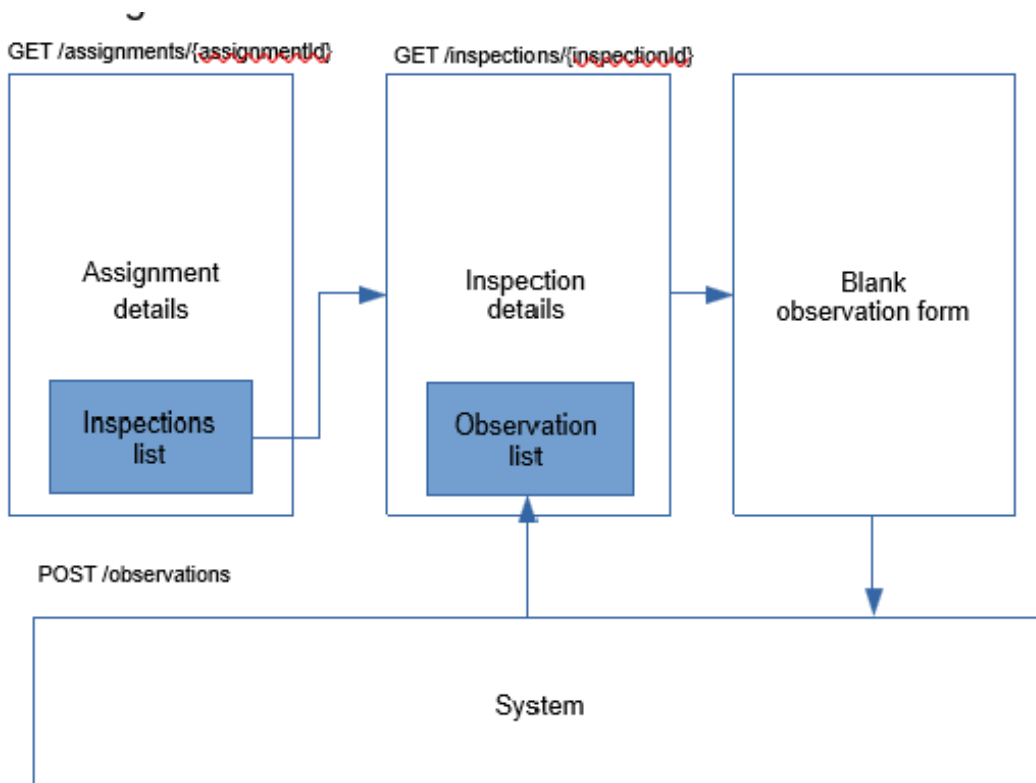 GET /assignments/{assignmentId}
GET /inspections/{inspectionId}
Assignment
details
Inspections
list
Inspection
details
Observation
list
Blank
observation form
POST /observations
System